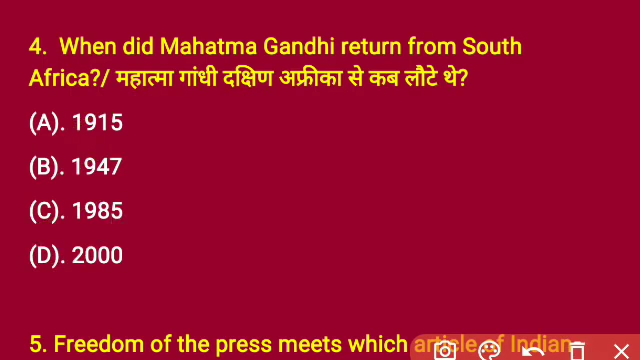 4. When did Mahatma Gandhi return from South
Africa?/ महात्मा गांधी दक्षिण अफ्रीका से कब लौटे थे?
(A). 1915
(B). 1947
(C). 1985
(D). 2000
5. Freedom of the press meets which article of Indian